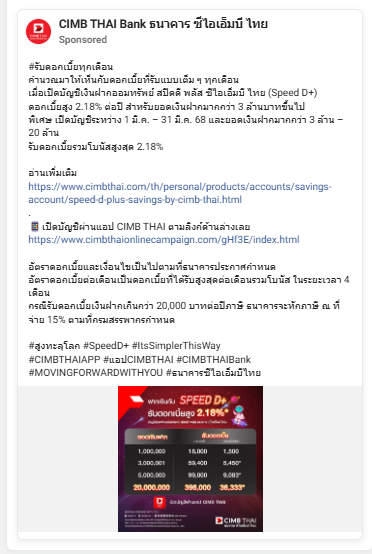 CIMB THAI Bank ธนาคาร ซีไอเอ็มบี ไทย
Sponsored
#รับดอกเบี้ยทุกเดือน
คำนวณมาให้เห็นกับดอกเบี้ยที่รับแบบเต็ม ๆ ทุกเดือน
เมื่อเปิดบัญชีเงินฝากออมทรัพย์ สปีดดี พลัส ซีไอเอ็มบี ไทย (Speed D+)
ดอกเบี้ยสูง 2.18% ต่อปี สำหรับยอดเงินฝากมากกว่า 3 ล้านบาทขึ้นไป
พิเศษ เปิดบัญชีระหว่าง 1 มี.ค. – 31 มี.ค. 68 และยอดเงินฝากมากกว่า 3 ล้าน –
20 ล้าน
รับดอกเบี้ยรวมโบนัสสูงสุด 2.18%
อ่านเพิ่มเติม
https://www.cimbthai.com/th/personal/products/accounts/savings-
account/speed-d-plus-savings-by-cimb-thai.html
.
เปิดบัญชีผ่านแอป CIMB THAI ตามลิงค์ด้านล่างเลย
https://www.cimbthaionlinecampaign.com/gHf3E/index.html
อัตราดอกเบี้ยและเงื่อนไขเป็นไปตามที่ธนาคารประกาศกำหนด
อัตราดอกเบี้ยต่อเดือนเป็นดอกเบี้ยที่ได้รับสูงสุดต่อเดือนรวมโบนัส ในระยะเวลา 4
เดือน
กรณีรับดอกเบี้ยเงินฝากเกินกว่า 20,000 บาทต่อปีภาษี ธนาคารจะหักภาษี ณ ที่
จ่าย 15% ตามที่กรมสรรพากรกำหนด
#สูงทะลุโลก #SpeedD+ #ItsSimplerThisWay
#CIMBTHAIAPP #แอปCIMBTHAI #CIMBTHAIBank
#MOVINGFORWARDWITHYOU #ธนาคารซีไอเอ็มบีไทย
ฝากเงินกับ SPEED D+
รับดอกเบี้ยสูง 2.18%*
ยอดเงินฝาก รับดอกเบี้ย
1,000,000 18,000 1,500
3,000,001 59,400 5,450*
5,000,000 99,000 9,083*
20,000,000 396,000 36,333*
CIMB THAI